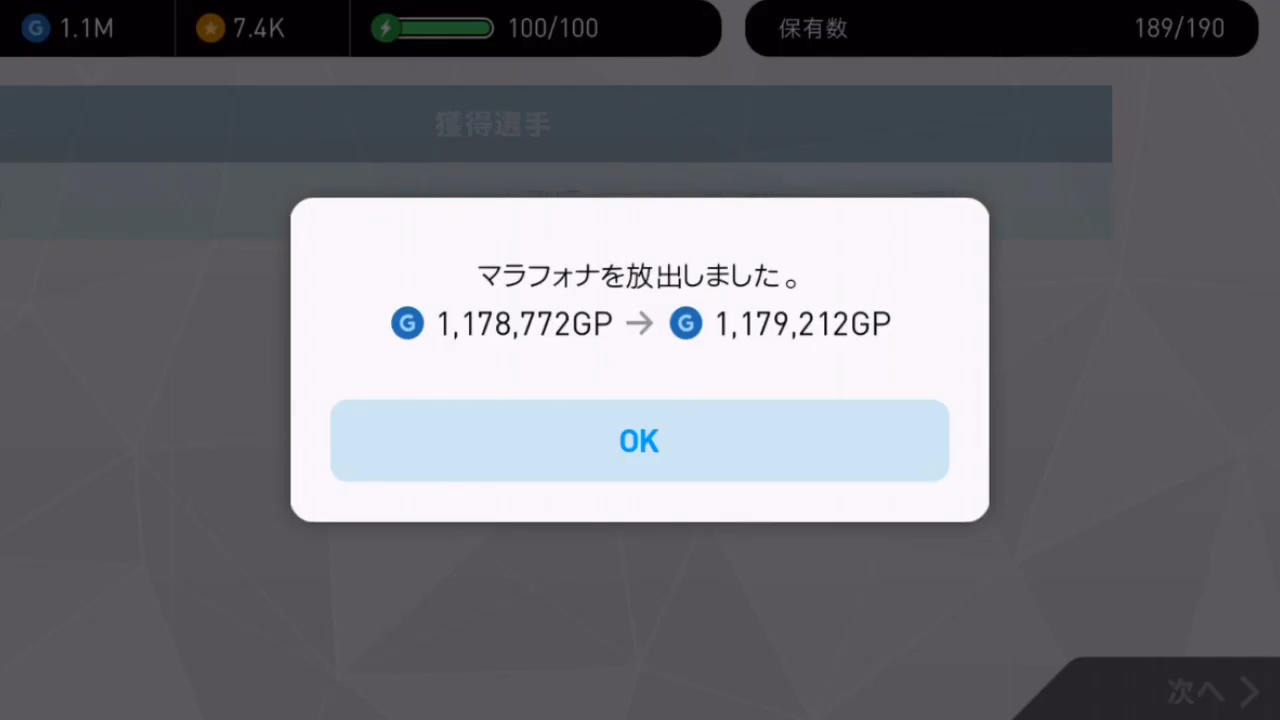 G 1.1M 7.4K 100/100 保有数 189/190
獲得選手
マラフォナを放出しました。
G 1,178,772GP → G 1,179,212GP
OK
次へ